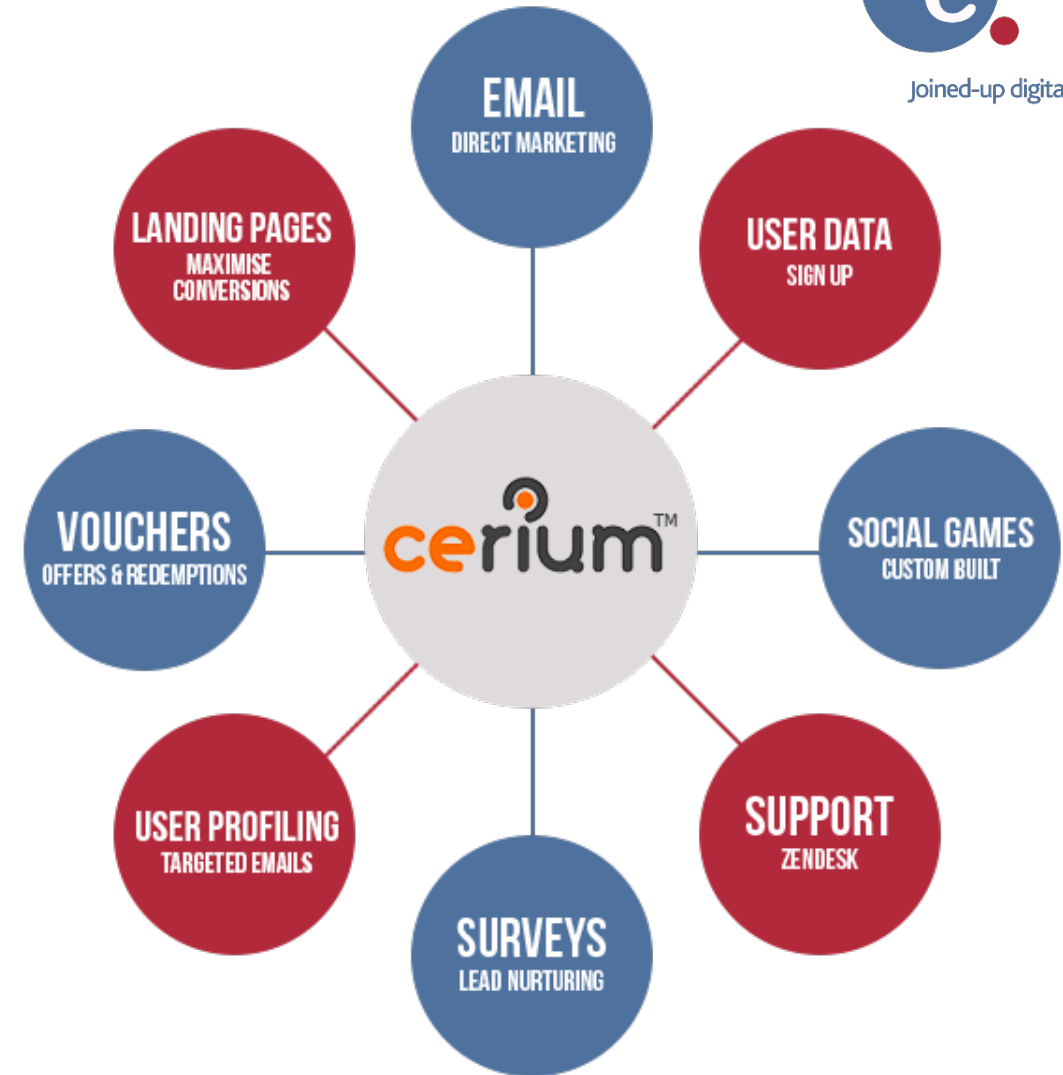 Joined-up digita
EMAIL
DIRECT MARKETING
LANDING PAGES
MAXIMISE
CONVERSIONS
USER DATA
SIGN UP
cerium™
VOUCHERS
OFFERS & REDEMPTIONS
SOCIAL GAMES
CUSTOM BUILT
USER PROFILING
TARGETED EMAILS
SUPPORT
ZENDESK
SURVEYS
LEAD NURTURING